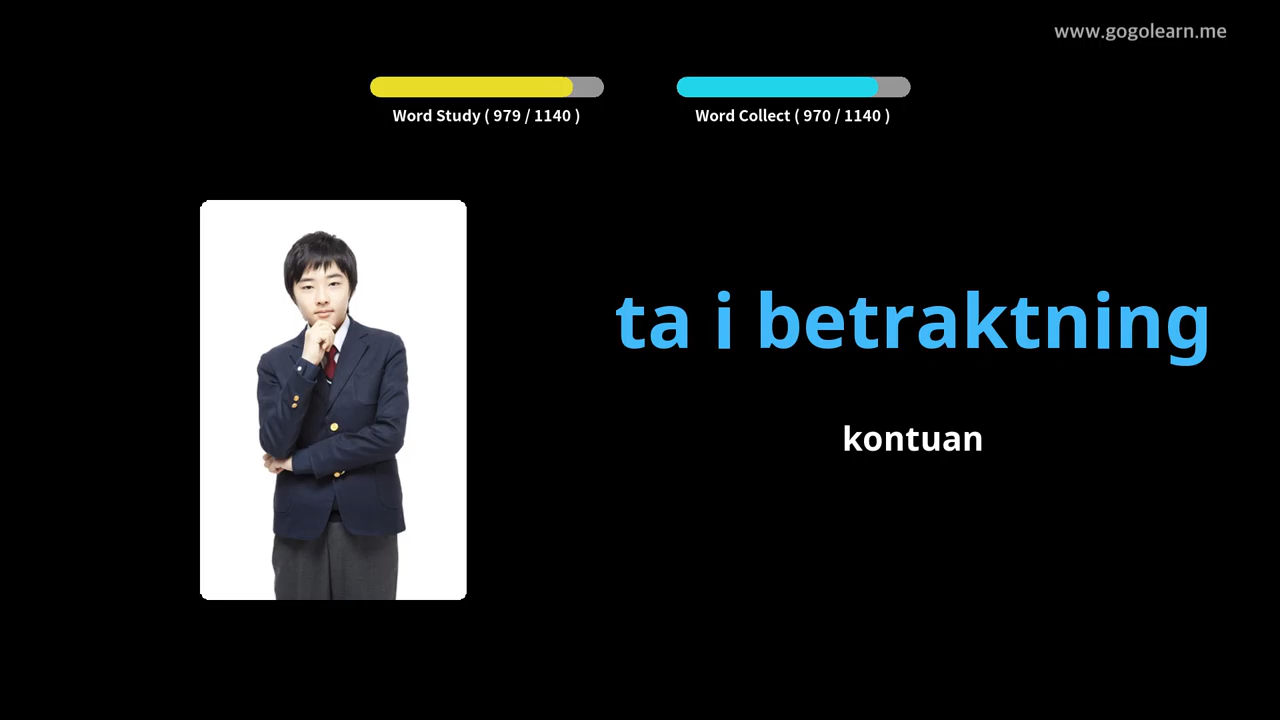 www.gogolearn.me
Word Study ( 979 / 1140 )
Word Collect ( 970 / 1140 )
ta i betraktning
kontuan